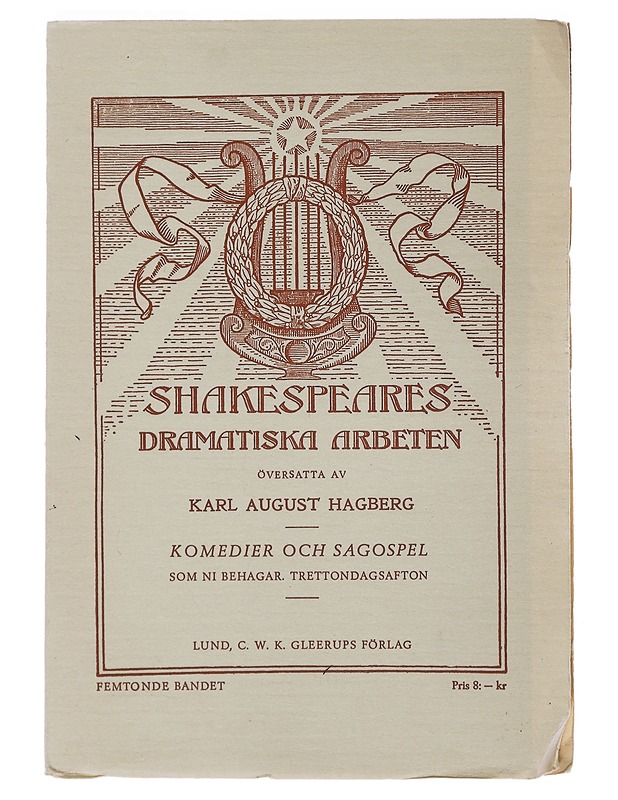 SHAKESPEARES
DRAMATISKA ARBETEN
ÖVERSATTA AV
KARL AUGUST HAGBERG
KOMEDIER OCH SAGOSPEL
SOM NI BEHAGAR. TRETTONDAGSAFTON
LUND, C. W. K. GLEERUPS FÖRLAG
FEMTONDE BANDET
Pris 8: — kr